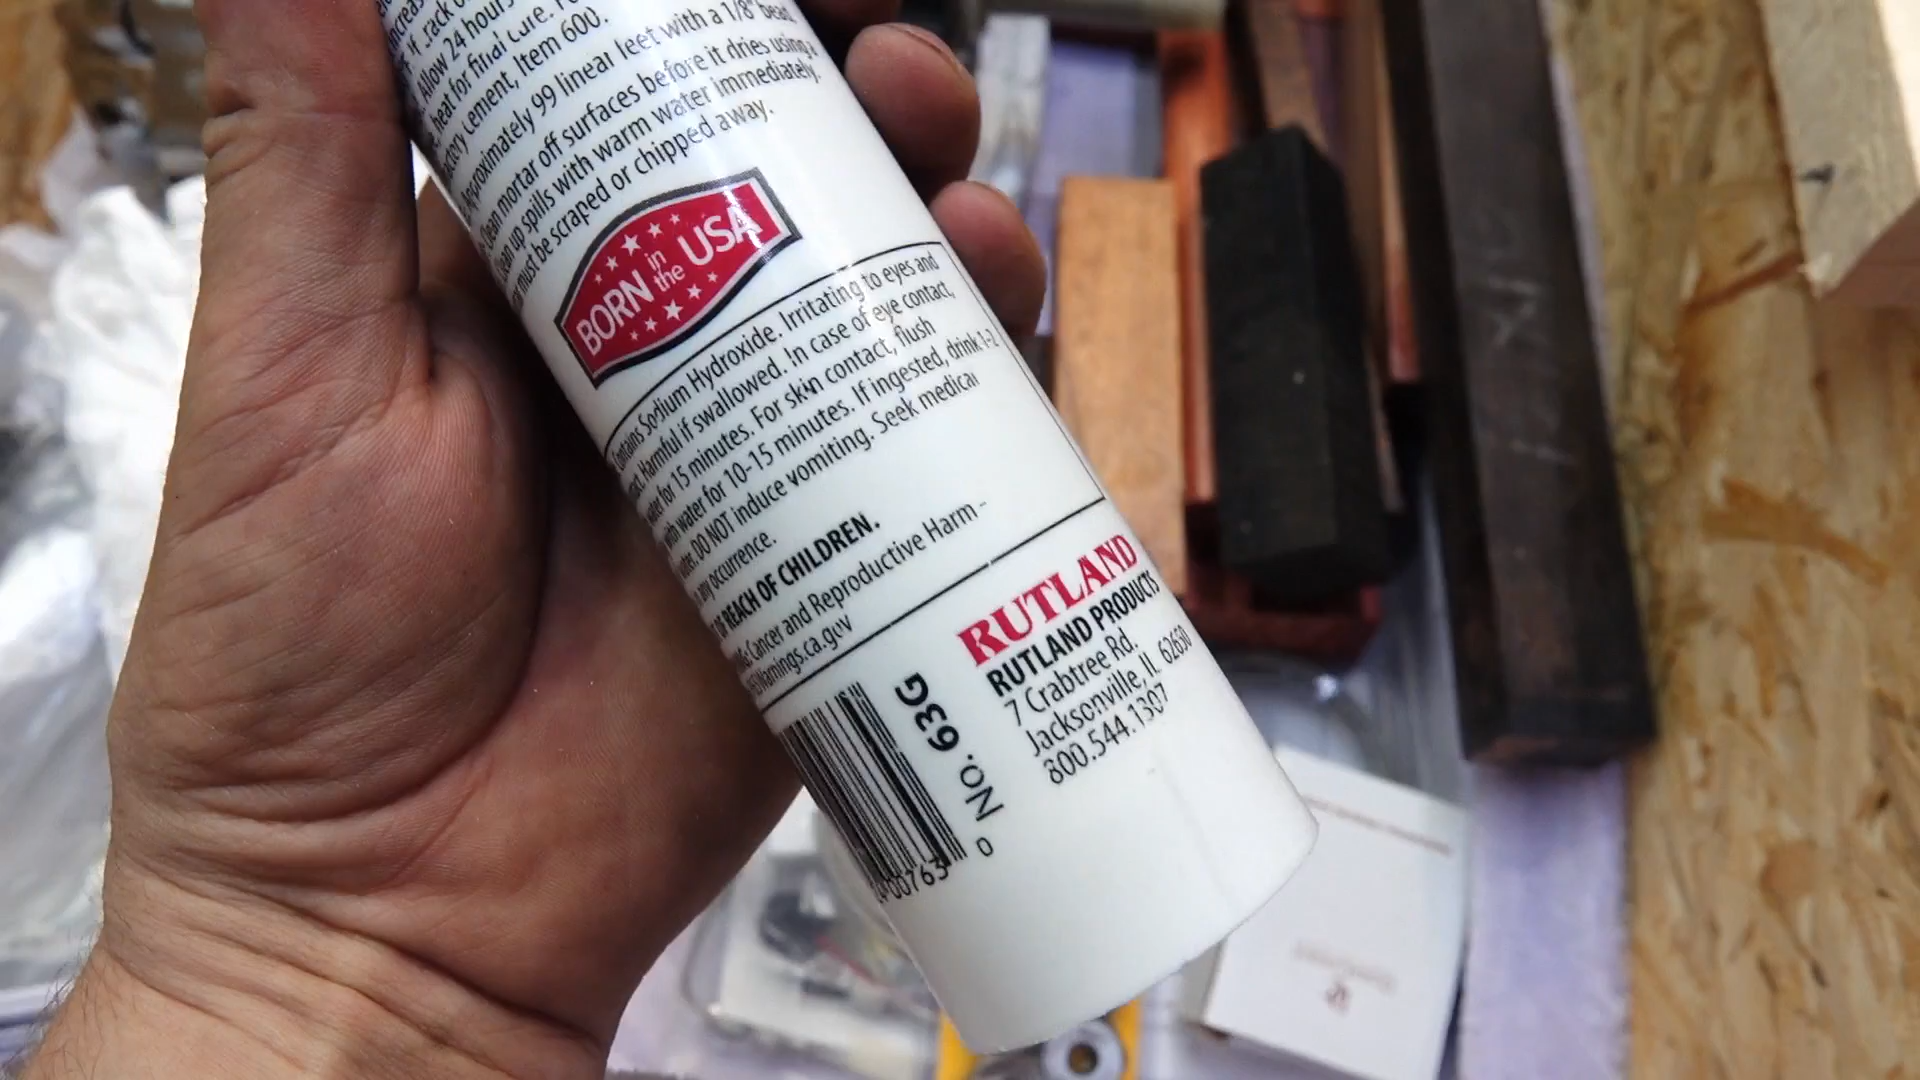 increas
if crack
Allow 24 hours
heat for final cure.
Cement, Item 600.
Approximately 99 lineal feet with a 1/8" bead.
Clean mortar off surfaces before it dries using a
Clean up spills with warm water immediately.
must be scraped or chipped away.
BORN in the USA
Contains Sodium Hydroxide. Irritating to eyes and
Harmful if swallowed. In case of eye contact,
for 15 minutes. For skin contact, flush
with water for 10-15 minutes. If ingested, drink 1-2
DO NOT induce vomiting. Seek medical
any occurrence.
OF REACH OF CHILDREN.
Cancer and Reproductive Harm -
Warnings.ca.gov
RUTLAND
RUTLAND PRODUCTS
7 Crabtree Rd.
Jacksonville, IL 62650
800.544.1307
No. 63G
00763
0